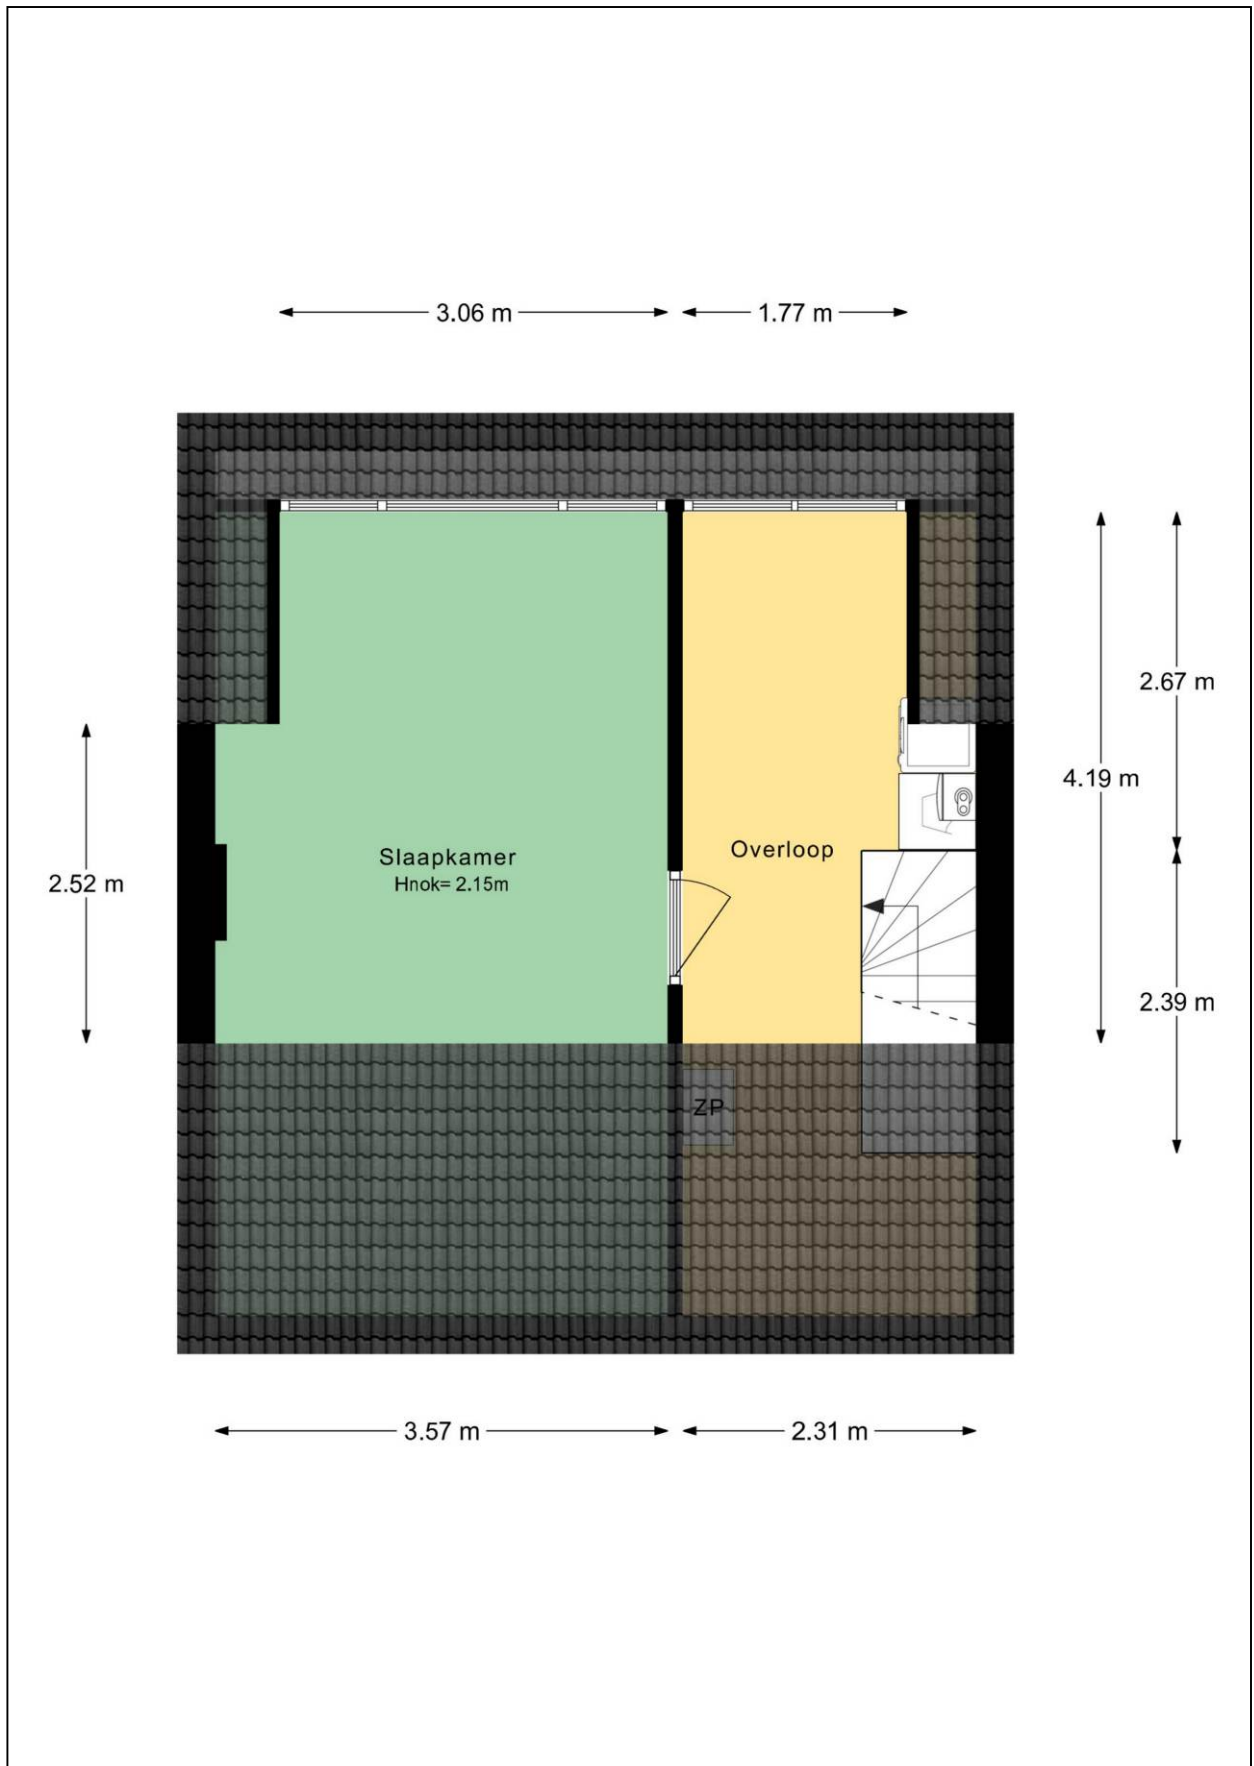 3.06 m
1.77 m
2.67 m
4.19 m
Slaapkamer
Hnok= 2.15m
Overloop
2.52 m
2.39 m
ZP
3.57 m
2.31 m